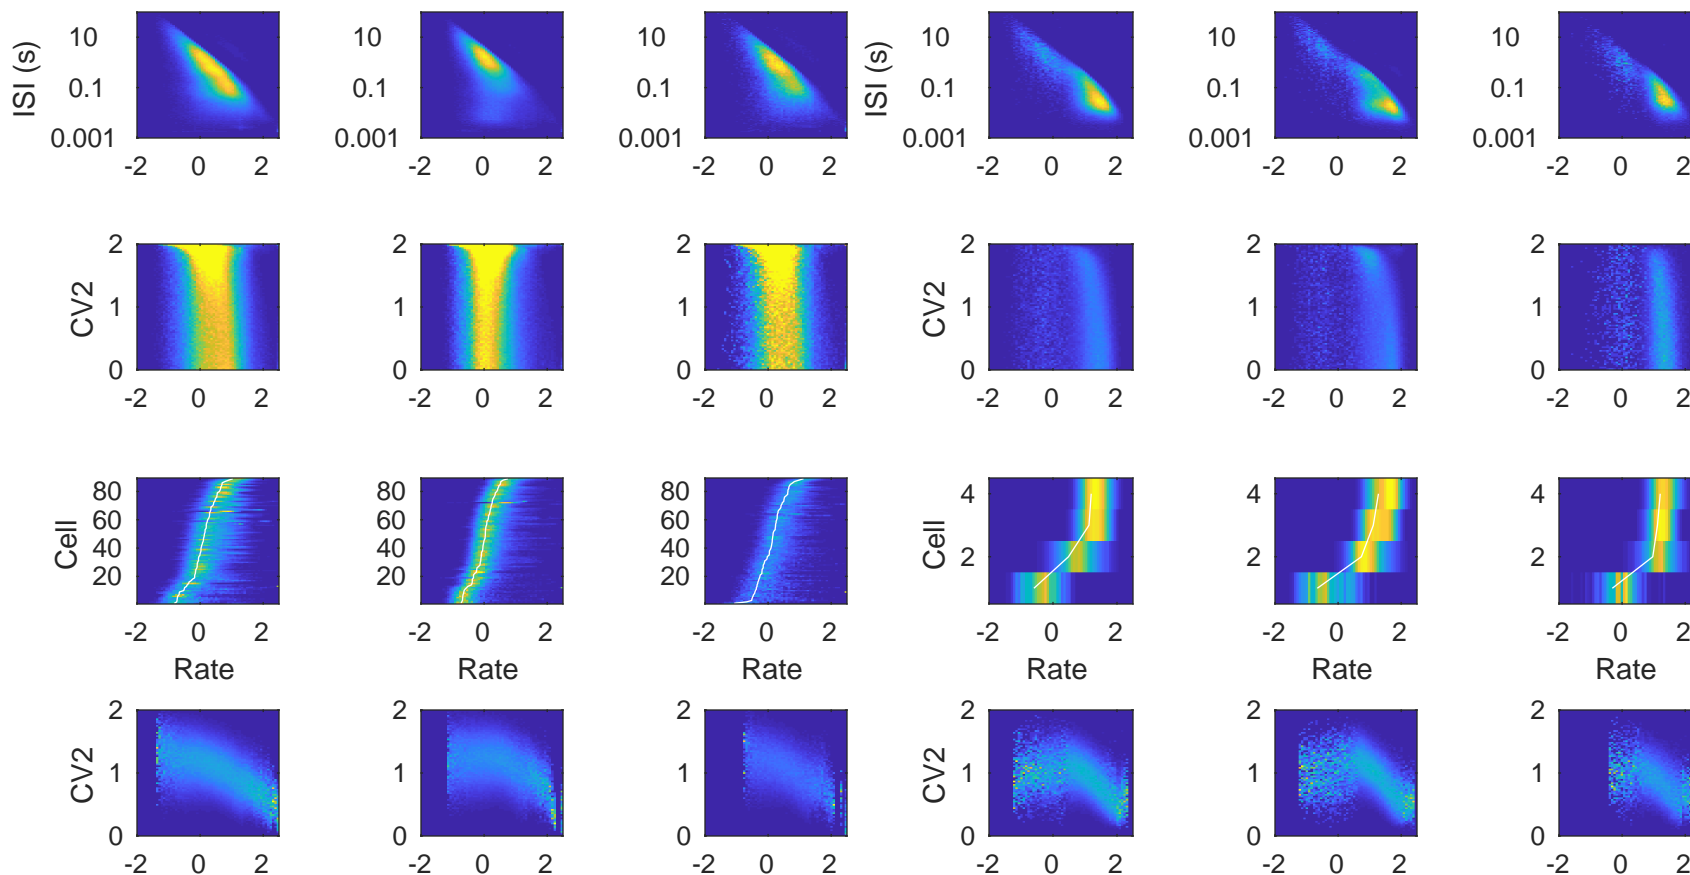 10 10 10 10 10 10
ISI (s) ISI (s)
0.1 0.1 0.1 0.1 0.1 0.1
0.001 0.001 0.001 0.001 0.001 0.001
-2 0 2 -2 0 2 -2 0 2 -2 0 2 -2 0 2 -2 0 2
2 2 2 2 2 2
CV2 CV2
1 1 1 1 1 1
0 0 0 0 0 0
-2 0 2 -2 0 2 -2 0 2 -2 0 2 -2 0 2 -2 0 2
80 80 80 4 4 4
60 60 60
Cell Cell
40 40 40 2 2 2
20 20 20
-2 0 2 -2 0 2 -2 0 2 -2 0 2 -2 0 2 -2 0 2
Rate Rate Rate Rate Rate Rate
2 2 2 2 2 2
CV2 CV2
1 1 1 1 1 1
0 0 0 0 0 0
-2 0 2 -2 0 2 -2 0 2 -2 0 2 -2 0 2 -2 0 2